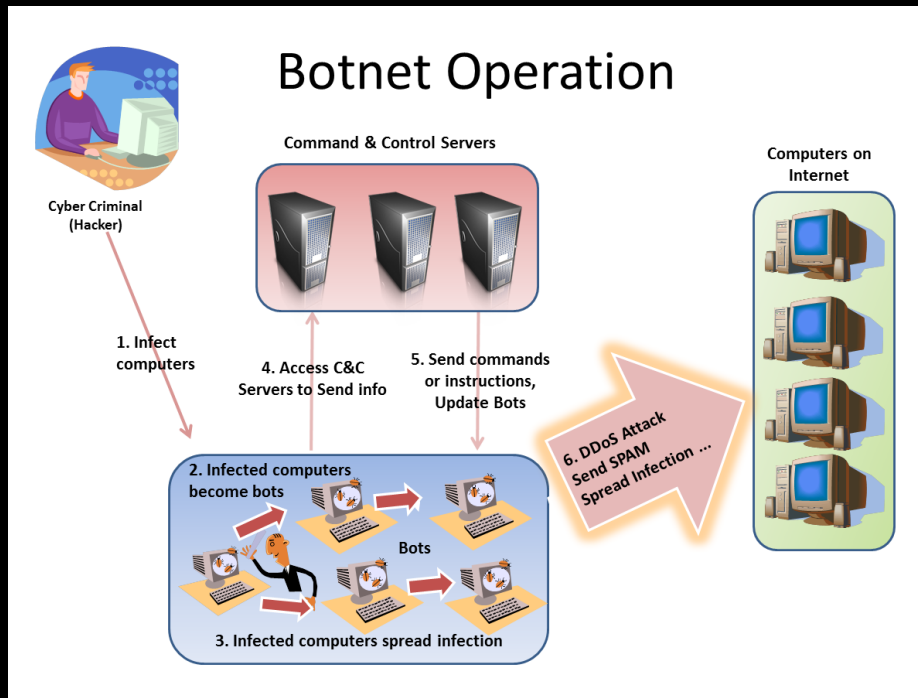 Botnet Operation
Command & Control Servers
Computers on
Internet
Cyber Criminal
(Hacker)
1. Infect
computers
4. Access C&C
Servers to Send info
5. Send commands
or instructions,
Update Bots
6. DDoS Attack
Send SPAM
Spread Infection ...
2. Infected computers
become bots
Bots
3. Infected computers spread infection